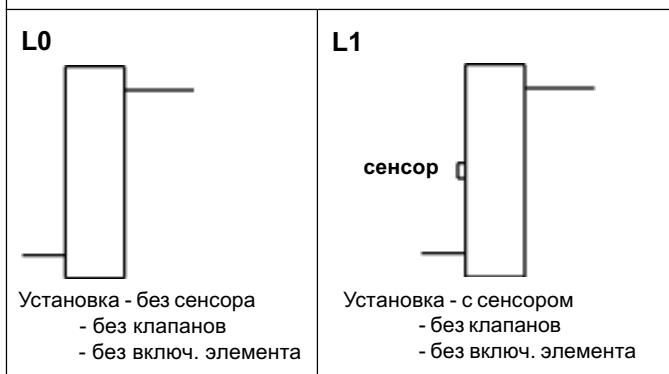 L0
Установка - без сенсора
- без клапанов
- без включ. элемента
L1
сенсор
Установка - с сенсором
- без клапанов
- без включ. элемента